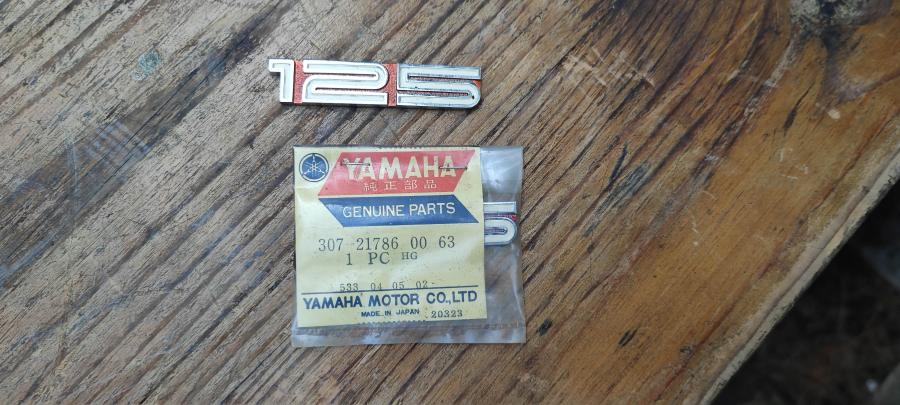 125
YAMAHA
純正部品
GENUINE PARTS
5
307-21786 00 63
1 PC HG
533 04 05 02-
YAMAHA MOTOR CO.,LTD
MADE IN JAPAN 20323